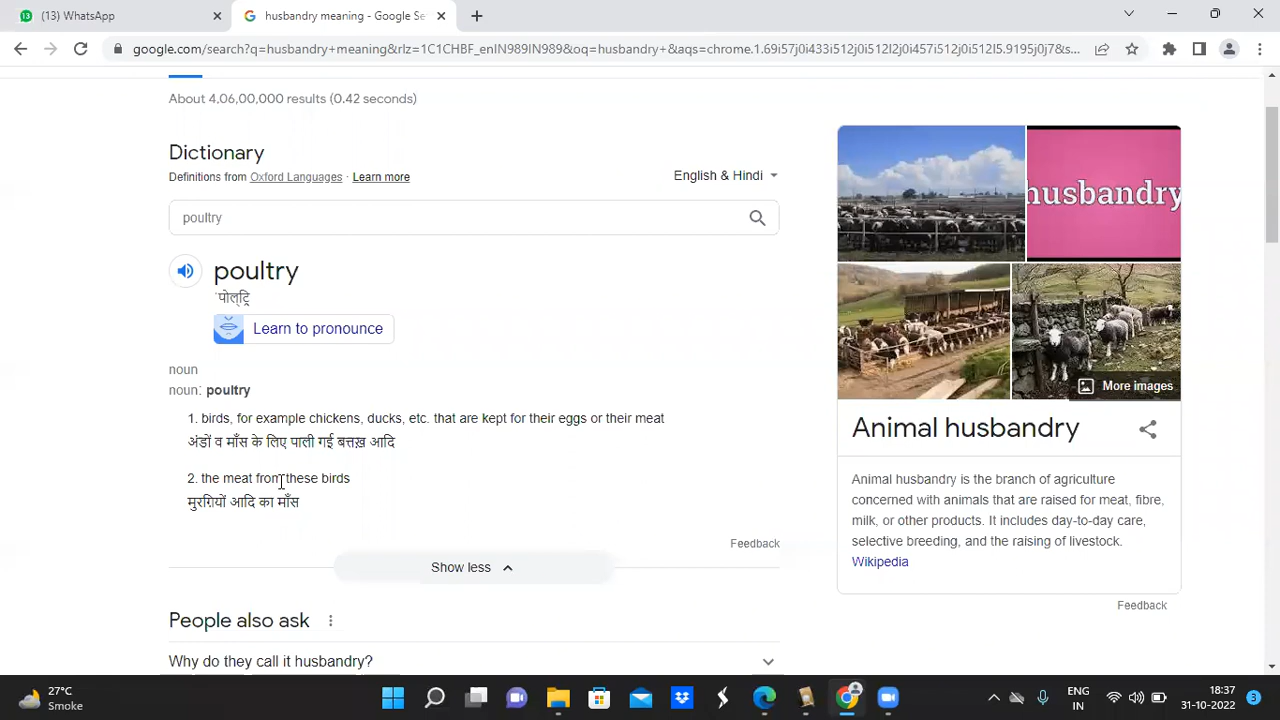 (13) WhatsApp
husbandry meaning - Google Se
google.com/search?q=husbandry+meaning&rlz=1C1CHBF_enIN989IN989&oq=husbandry+&aqs=chrome.1.69i57j0i433i512j0i512l2j0i457i512j0i512l5.9195j0j7&s...
About 4,06,00,000 results (0.42 seconds)
Dictionary
Definitions from Oxford Languages · Learn more
English & Hindi
poultry
poultry
ˈपोल्ट्रि
Learn to pronounce
noun
noun: poultry
1. birds, for example chickens, ducks, etc. that are kept for their eggs or their meat
अंडों व माँस के लिए पाली गई बत्तख़ आदि
2. the meat from these birds
मुरग़ियों आदि का माँस
Feedback
Show less
People also ask
Why do they call it husbandry?
husbandry
More images
Animal husbandry
Animal husbandry is the branch of agriculture
concerned with animals that are raised for meat, fibre,
milk, or other products. It includes day-to-day care,
selective breeding, and the raising of livestock.
Wikipedia
Feedback
27°C
Smoke
ENG
IN
18:37
31-10-2022
3